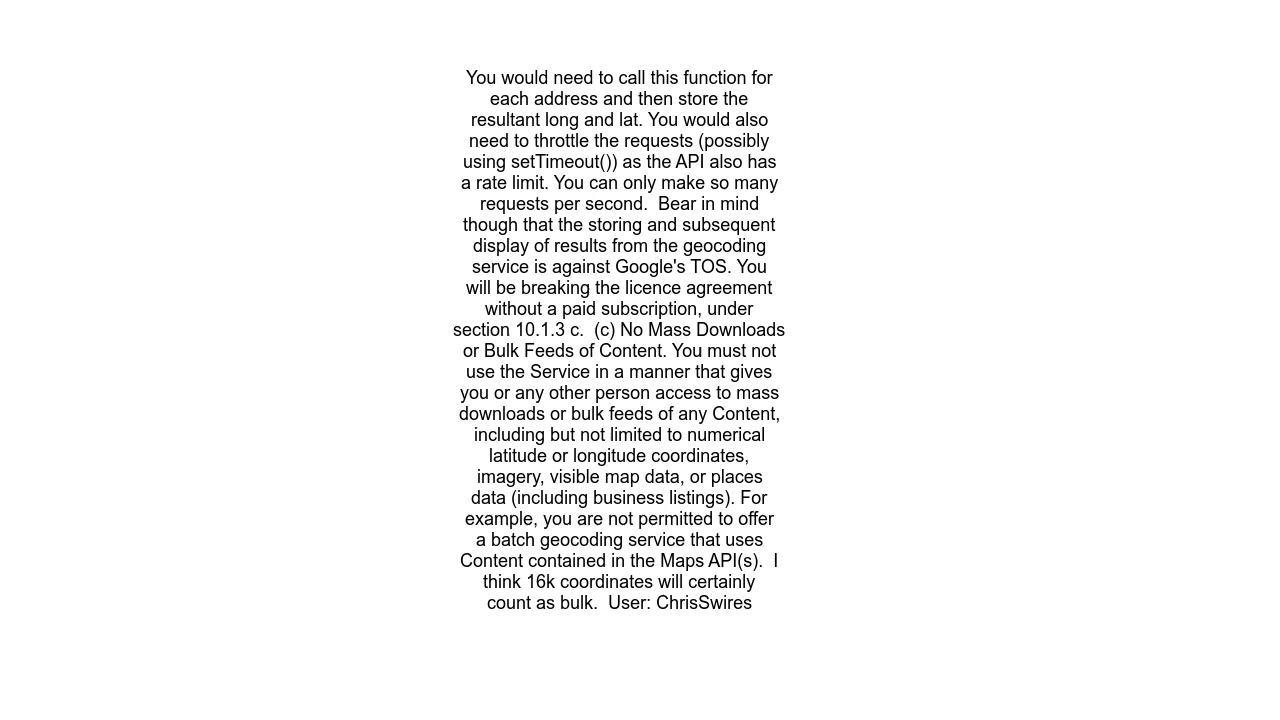 You would need to call this function for
each address and then store the
resultant long and lat. You would also
need to throttle the requests (possibly
using setTimeout()) as the API also has
a rate limit. You can only make so many
requests per second.  Bear in mind
though that the storing and subsequent
display of results from the geocoding
service is against Google's TOS. You
will be breaking the licence agreement
without a paid subscription, under
section 10.1.3 c.  (c) No Mass Downloads
or Bulk Feeds of Content. You must not
use the Service in a manner that gives
you or any other person access to mass
downloads or bulk feeds of any Content,
including but not limited to numerical
latitude or longitude coordinates,
imagery, visible map data, or places
data (including business listings). For
example, you are not permitted to offer
a batch geocoding service that uses
Content contained in the Maps API(s).  I
think 16k coordinates will certainly
count as bulk.  User: ChrisSwires